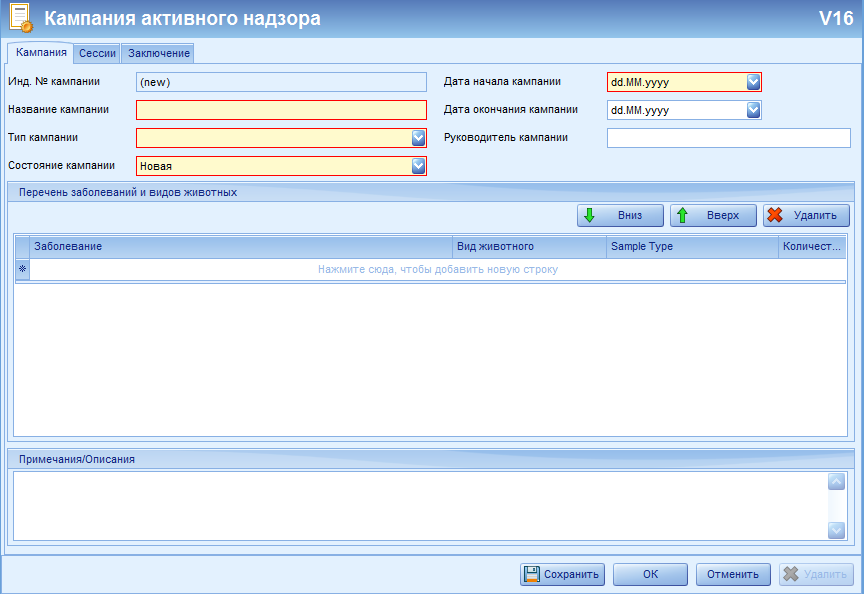 Кампания активного надзора V16
Кампания Сессии Заключение
Инд. № кампании (new) Дата начала кампании dd.MM.yyyy
Название кампании Дата окончания кампании dd.MM.yyyy
Тип кампании Руководитель кампании
Состояние кампании Новая
Перечень заболеваний и видов животных
Вниз Вверх Удалить
Заболевание Вид животного Sample Type Количест...
Нажмите сюда, чтобы добавить новую строку
Примечания/Описания
Сохранить ОК Отменить Удалить